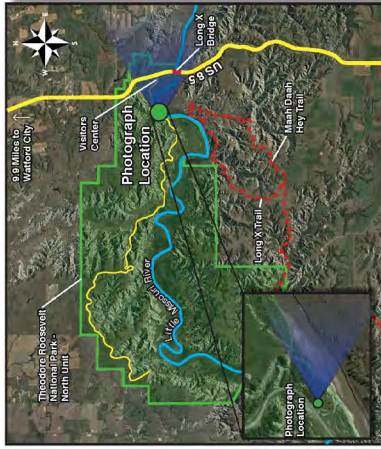 9.9 Miles to
Watford City
Long X
Bridge
US 85
Visitors
Center
Photograph
Location
Theodore Roosevelt
National Park -
North Unit
Little Missouri River
Maah Daah
Hey Trail
Long X Trail
Photograph
Location
N
E
S
W